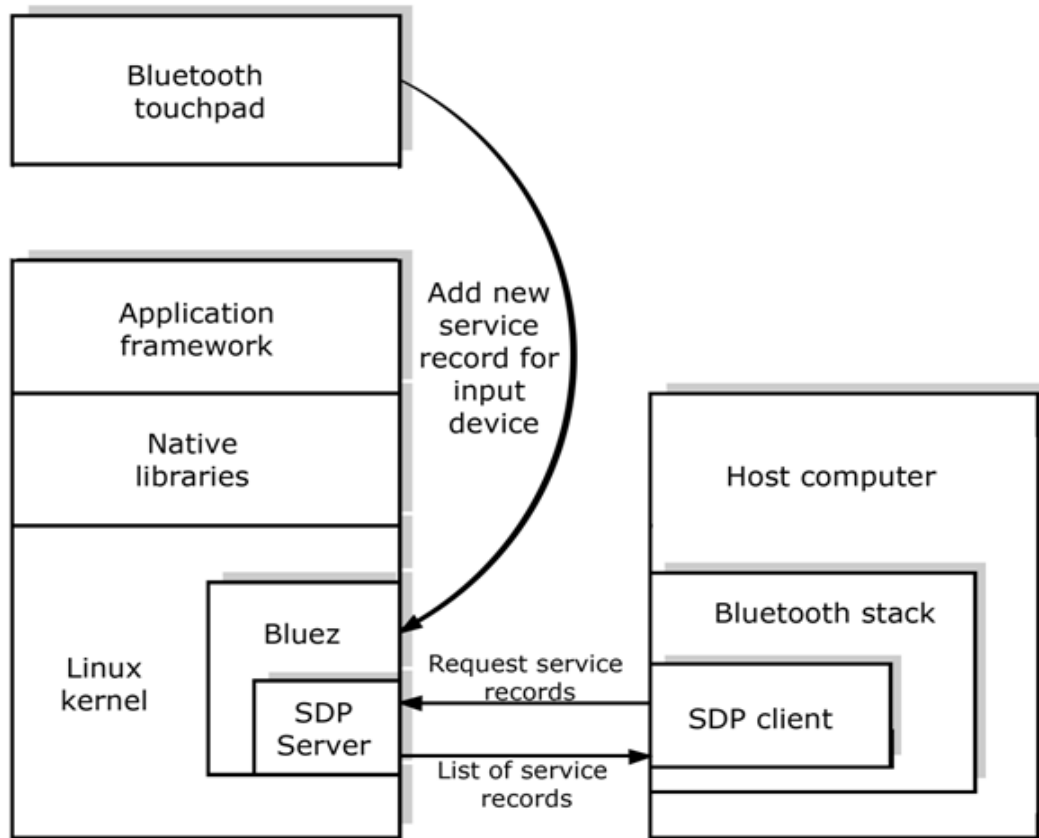 Bluetooth
touchpad
Application
framework
Add new
service
record for
input
device
Native
libraries
Host computer
Linux
kernel
Bluez
SDP
Server
Request service
records
List of service
records
Bluetooth stack
SDP client